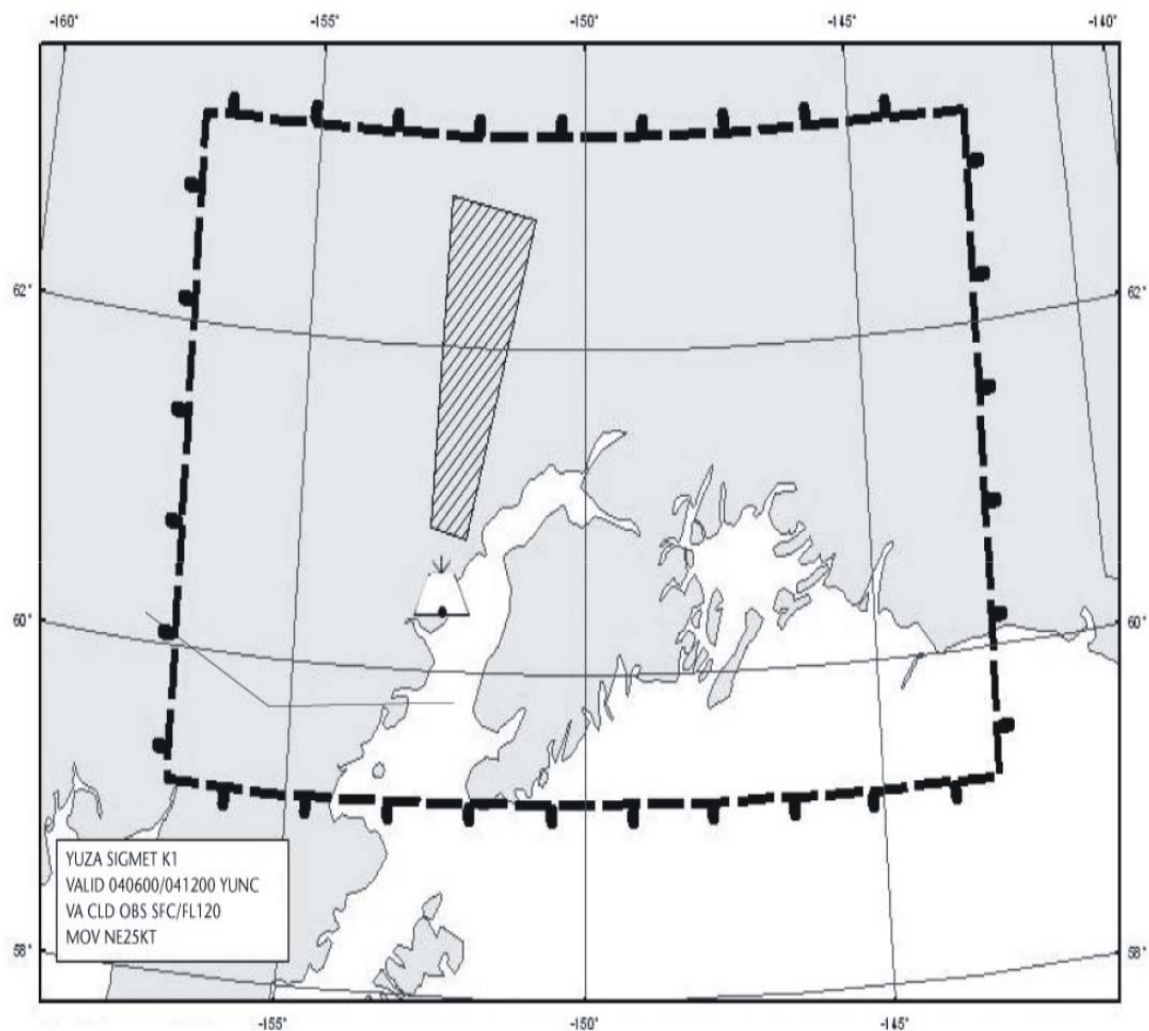 -160° -155° -150° -145° -140°
62° 62°
60° 60°
YUZA SIGMET K1
VALID 040600/041200 YUNC
VA CLD OBS SFC/FL120
MOV NE25KT
58° 58°
-155° -150° -145°